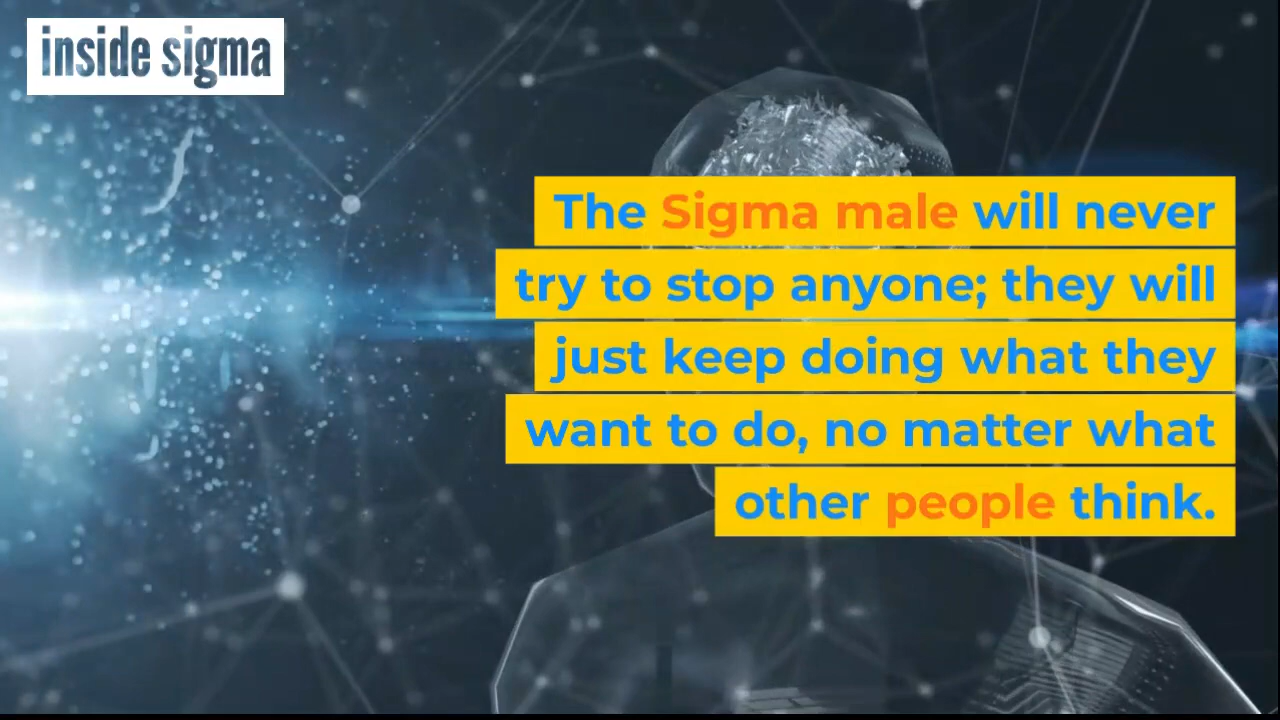 inside sigma
The Sigma male will never
try to stop anyone; they will
just keep doing what they
want to do, no matter what
other people think.